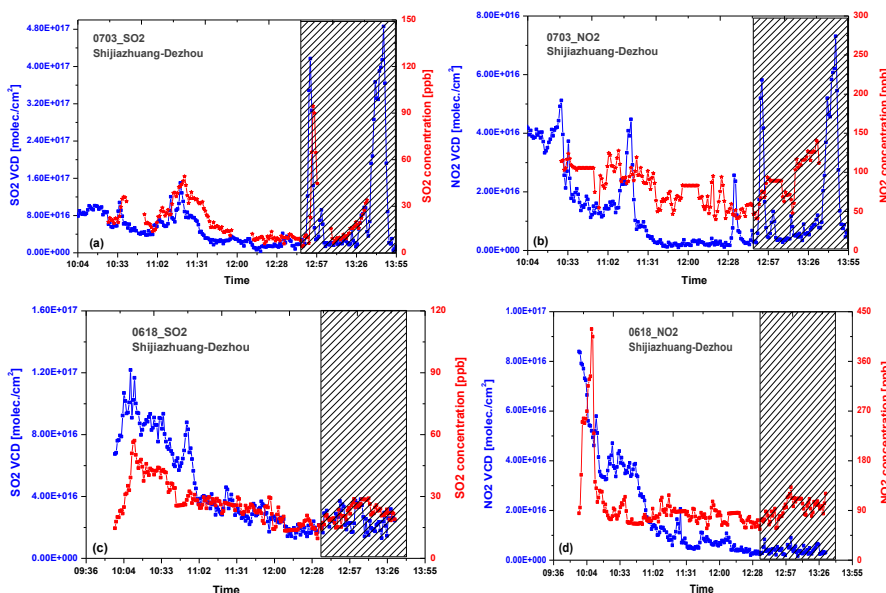 0703_SO2
Shijiazhuang-Dezhou
SO2 VCD [molec./cm²]
4.80E+017
3.60E+017
2.40E+017
1.20E+017
8.00E+016
4.00E+016
0.00E+000
150
120
90
60
30
0
SO2 concentration [ppb]
(a)
10:04 10:33 11:02 11:31 12:00 12:28 12:57 13:26 13:55
Time
0703_NO2
Shijiazhuang-Dezhou
NO2 VCD [molec./cm²]
8.00E+016
6.00E+016
4.00E+016
2.00E+016
0.00E+000
300
250
200
150
100
50
0
NO2 concentration [ppb]
(b)
10:04 10:33 11:02 11:31 12:00 12:28 12:57 13:26 13:55
Time
0618_SO2
Shijiazhuang-Dezhou
SO2 VCD [molec./cm²]
1.60E+017
1.20E+017
8.00E+016
4.00E+016
0.00E+000
120
90
60
30
0
SO2 concentration [ppb]
(c)
09:36 10:04 10:33 11:02 11:31 12:00 12:28 12:57 13:26 13:55
Time
0618_NO2
Shijiazhuang-Dezhou
NO2 VCD [molec./cm²]
1.00E+017
8.00E+016
6.00E+016
4.00E+016
2.00E+016
0.00E+000
450
360
270
180
90
0
NO2 concentration [ppb]
(d)
09:36 10:04 10:33 11:02 11:31 12:00 12:28 12:57 13:26 13:55
Time